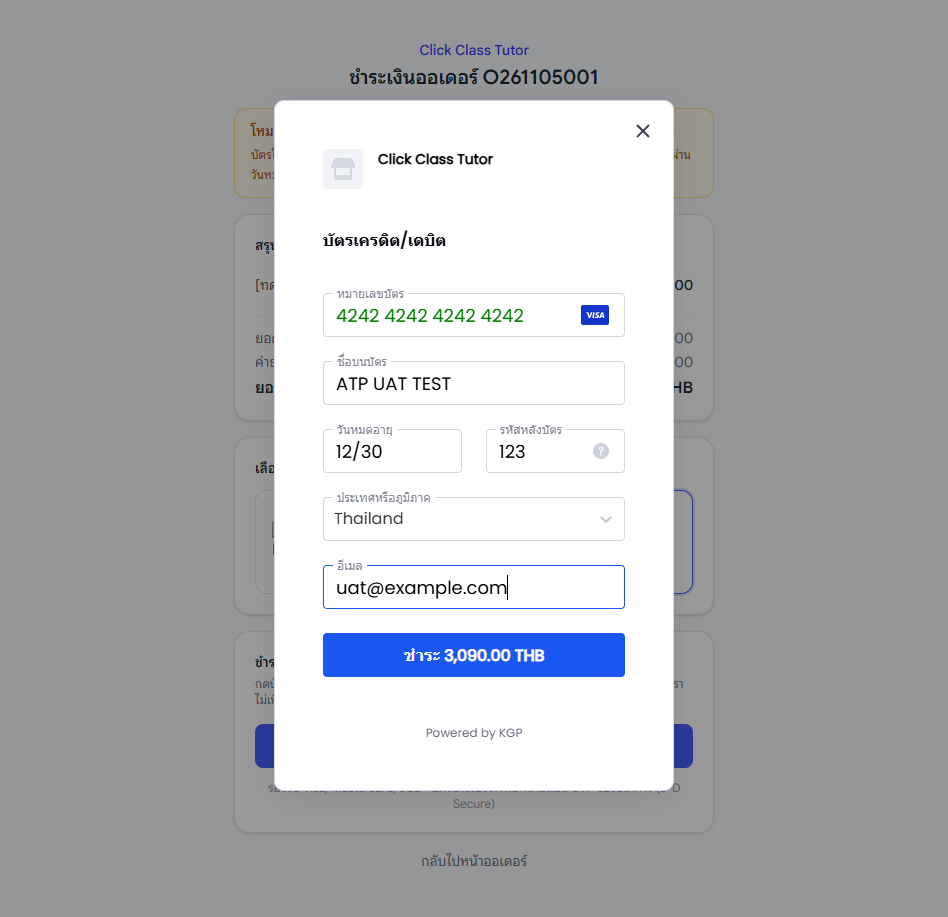 Click Class Tutor
ชำระเงินออเดอร์ O261105001
Click Class Tutor
บัตรเครดิต/เดบิต
หมายเลขบัตร
4242 4242 4242 4242
VISA
ชื่อบนบัตร
ATP UAT TEST
วันหมดอายุ
12/30
รหัสหลังบัตร
123
?
ประเทศหรือภูมิภาค
Thailand
อีเมล
uat@example.com
ชำระ 3,090.00 THB
Powered by KGP
Secure)
กลับไปหน้าออเดอร์